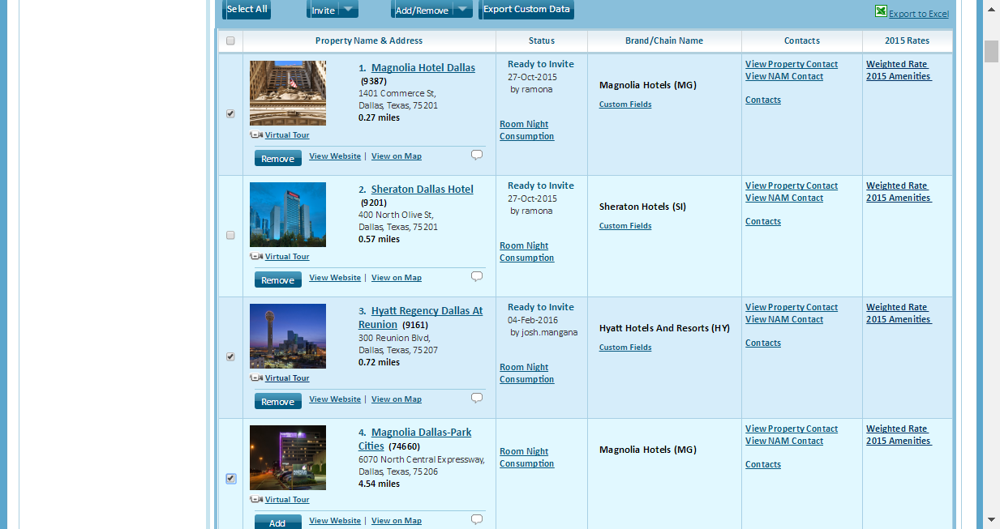 Select All
Invite
Add/Remove
Export Custom Data
Export to Excel
Property Name & Address
Status
Brand/Chain Name
Contacts
2015 Rates
1. Magnolia Hotel Dallas
(9387)
1401 Commerce St,
Dallas, Texas, 75201
0.27 miles
Virtual Tour
Remove
View Website | View on Map
Ready to Invite
27-Oct-2015
by ramona
Room Night
Consumption
Magnolia Hotels (MG)
Custom Fields
View Property Contact
View NAM Contact
Contacts
Weighted Rate
2015 Amenities
2. Sheraton Dallas Hotel
(9201)
400 North Olive St,
Dallas, Texas, 75201
0.57 miles
Virtual Tour
Remove
View Website | View on Map
Ready to Invite
27-Oct-2015
by ramona
Room Night
Consumption
Sheraton Hotels (SI)
Custom Fields
View Property Contact
View NAM Contact
Contacts
Weighted Rate
2015 Amenities
3. Hyatt Regency Dallas At
Reunion (9161)
300 Reunion Blvd,
Dallas, Texas, 75207
0.72 miles
Virtual Tour
Remove
View Website | View on Map
Ready to Invite
04-Feb-2016
by josh.mangana
Room Night
Consumption
Hyatt Hotels And Resorts (HY)
Custom Fields
View Property Contact
View NAM Contact
Contacts
Weighted Rate
2015 Amenities
4. Magnolia Dallas-Park
Cities (74660)
6070 North Central Expressway,
Dallas, Texas, 75206
4.54 miles
Virtual Tour
Add
View Website | View on Map
Room Night
Consumption
Magnolia Hotels (MG)
View Property Contact
View NAM Contact
Contacts
Weighted Rate
2015 Amenities